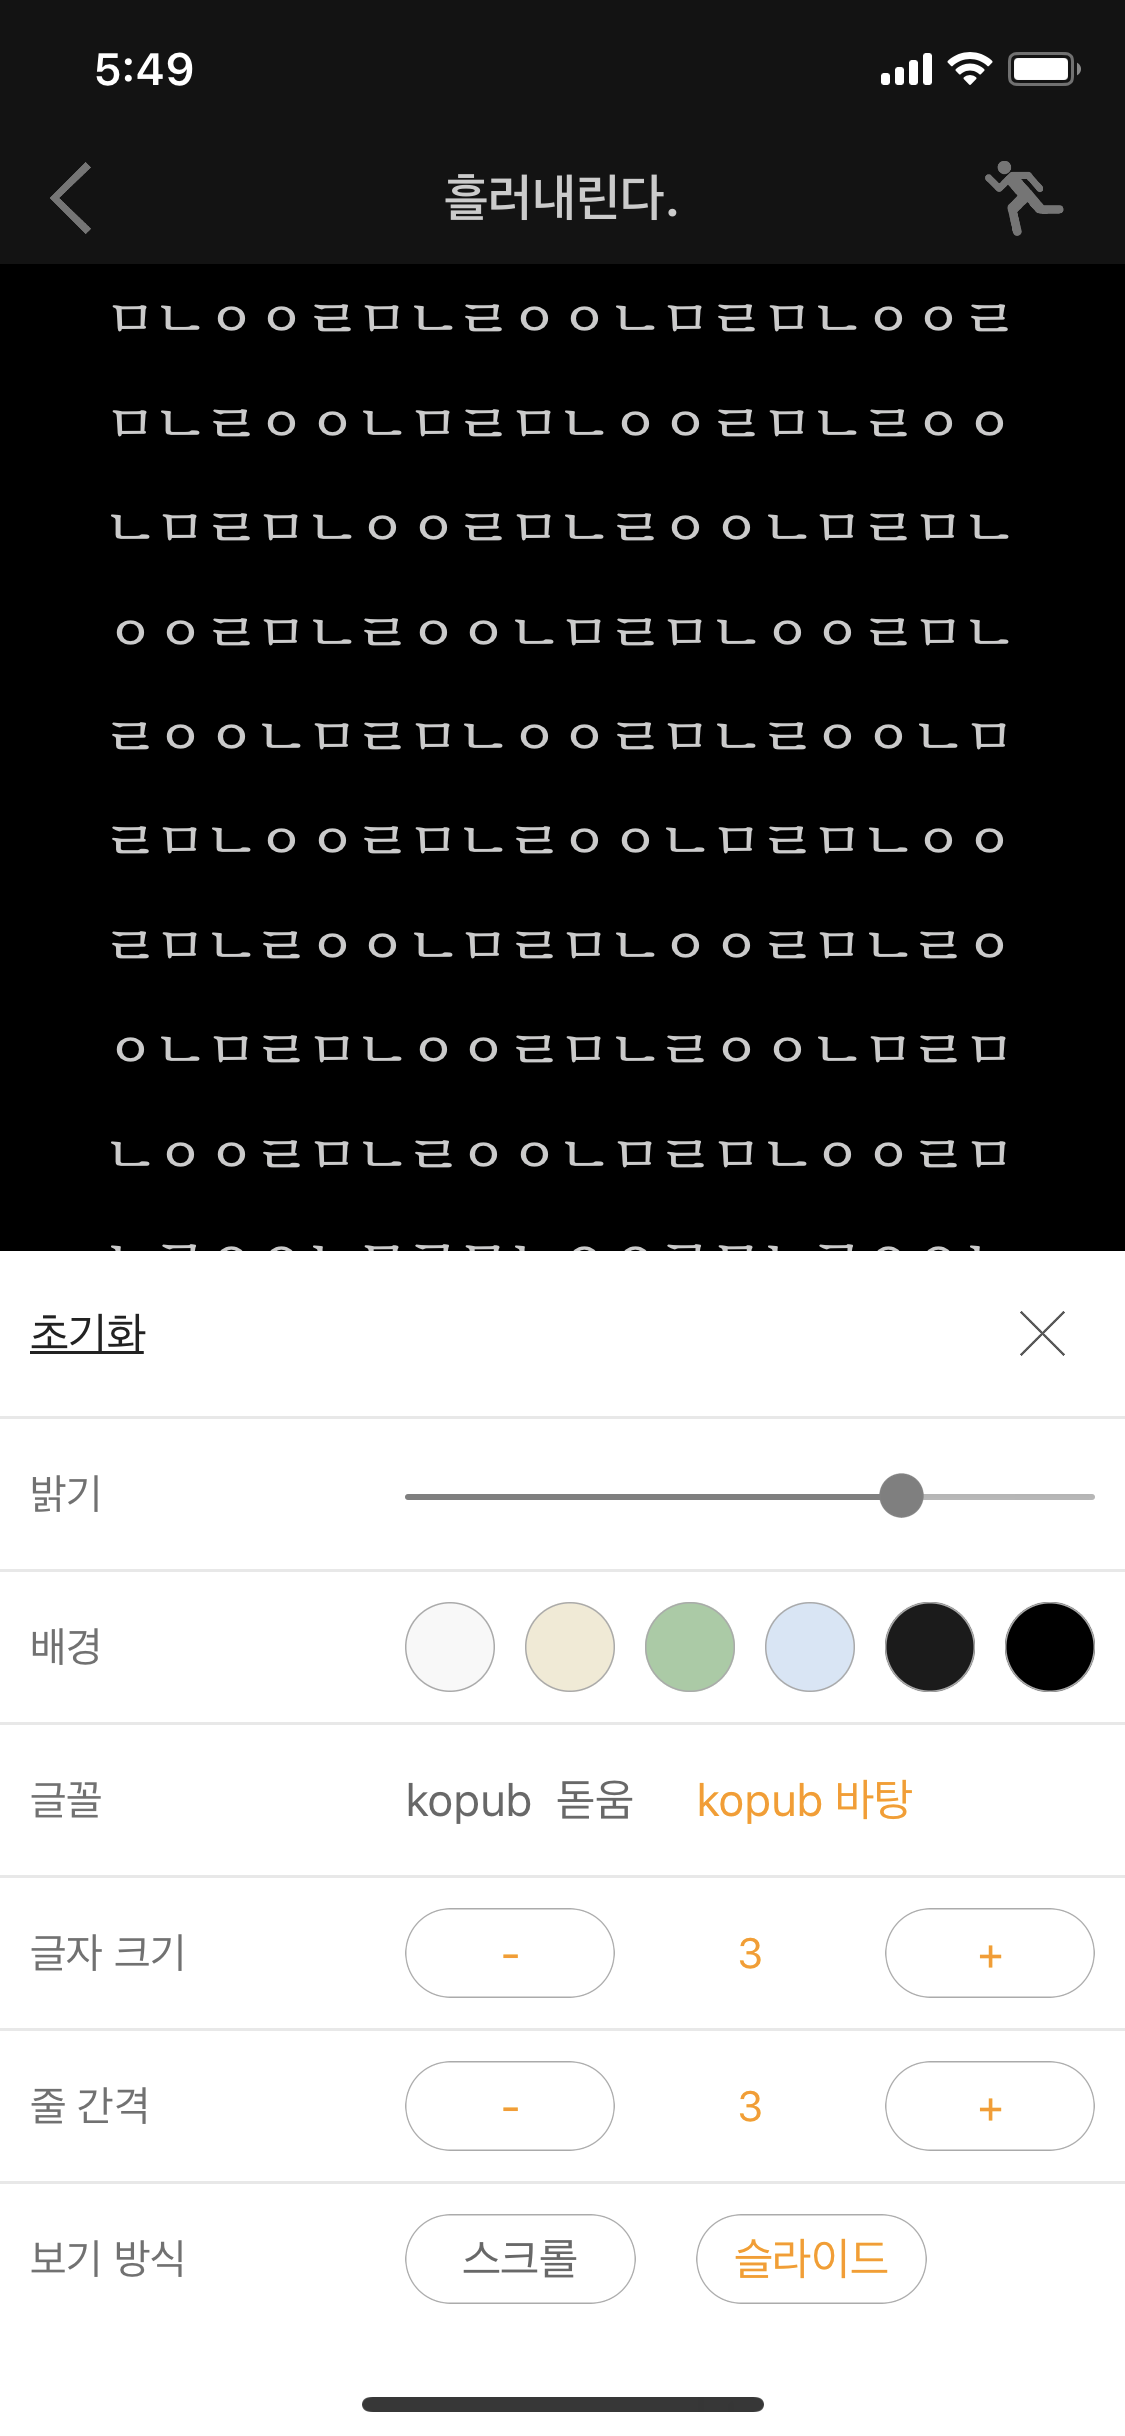 5:49
흘러내린다.
ㅁㄴㅇㅇㄹㅁㄴㄹㅇㅇㄴㅁㄹㅁㄴㅇㅇㄹ
ㅁㄴㄹㅇㅇㄴㅁㄹㅁㄴㅇㅇㄹㅁㄴㄹㅇㅇ
ㄴㅁㄹㅁㄴㅇㅇㄹㅁㄴㄹㅇㅇㄴㅁㄹㅁㄴ
ㅇㅇㄹㅁㄴㄹㅇㅇㄴㅁㄹㅁㄴㅇㅇㄹㅁㄴ
ㄹㅇㅇㄴㅁㄹㅁㄴㅇㅇㄹㅁㄴㄹㅇㅇㄴㅁ
ㄹㅁㄴㅇㅇㄹㅁㄴㄹㅇㅇㄴㅁㄹㅁㄴㅇㅇ
ㄹㅁㄴㄹㅇㅇㄴㅁㄹㅁㄴㅇㅇㄹㅁㄴㄹㅇ
ㅇㄴㅁㄹㅁㄴㅇㅇㄹㅁㄴㄹㅇㅇㄴㅁㄹㅁ
ㄴㅇㅇㄹㅁㄴㄹㅇㅇㄴㅁㄹㅁㄴㅇㅇㄹㅁ
초기화
밝기
배경
글꼴 kopub 돋움 kopub 바탕
글자 크기 - 3 +
줄 간격 - 3 +
보기 방식 스크롤 슬라이드